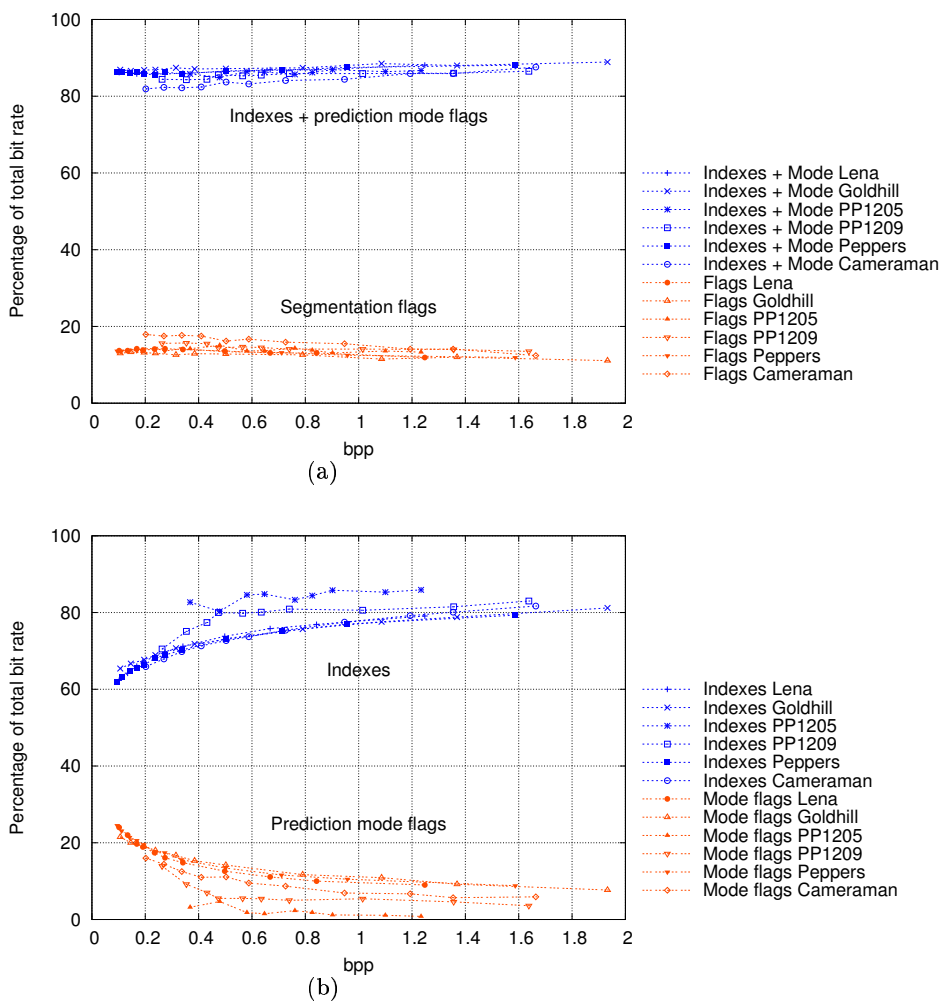 100
80
60
40
20
0
Percentage of total bit rate
Indexes + prediction mode flags
Segmentation flags
0 0.2 0.4 0.6 0.8 1 1.2 1.4 1.6 1.8 2
bpp
Indexes + Mode Lena
Indexes + Mode Goldhill
Indexes + Mode PP1205
Indexes + Mode PP1209
Indexes + Mode Peppers
Indexes + Mode Cameraman
Flags Lena
Flags Goldhill
Flags PP1205
Flags PP1209
Flags Peppers
Flags Cameraman
(a)
100
80
60
40
20
0
Percentage of total bit rate
Indexes
Prediction mode flags
0 0.2 0.4 0.6 0.8 1 1.2 1.4 1.6 1.8 2
bpp
Indexes Lena
Indexes Goldhill
Indexes PP1205
Indexes PP1209
Indexes Peppers
Indexes Cameraman
Mode flags Lena
Mode flags Goldhill
Mode flags PP1205
Mode flags PP1209
Mode flags Peppers
Mode flags Cameraman
(b)